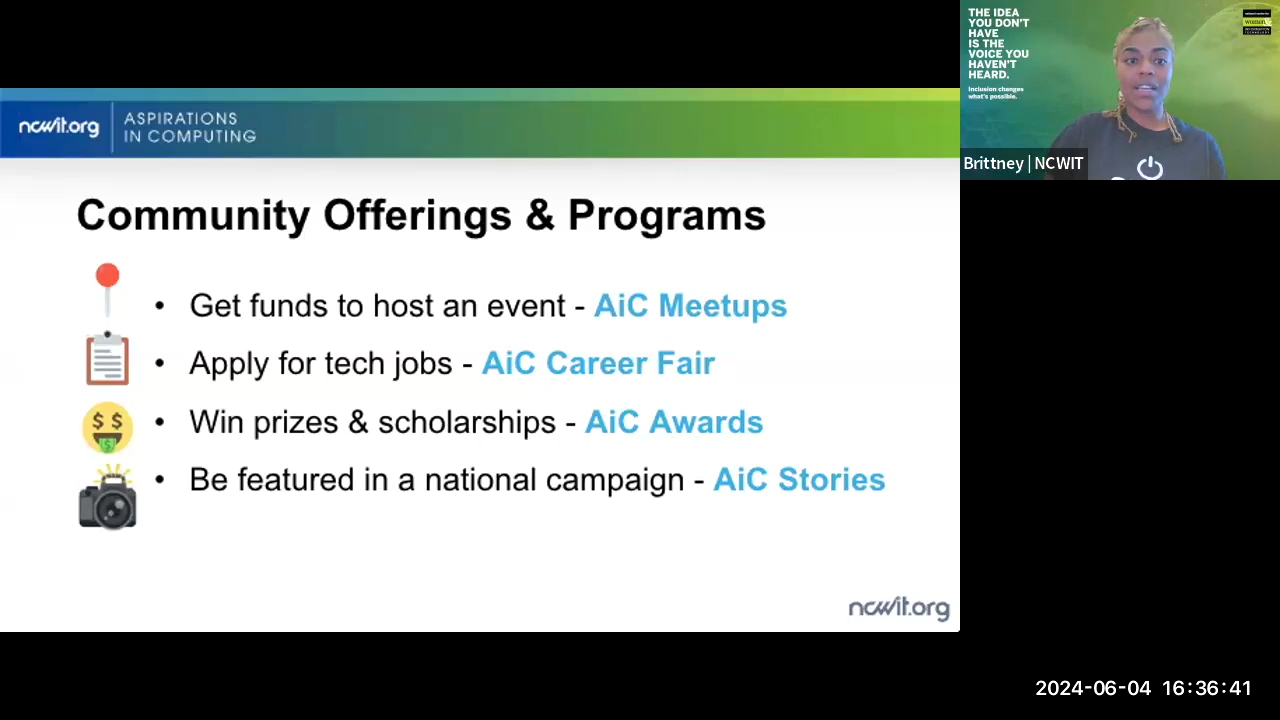 ncwit.org
ASPIRATIONS
IN COMPUTING
Community Offerings & Programs
• Get funds to host an event - AiC Meetups
• Apply for tech jobs - AiC Career Fair
• Win prizes & scholarships - AiC Awards
• Be featured in a national campaign - AiC Stories
ncwit.org
THE IDEA
YOU DON'T
HAVE
IS THE
VOICE YOU
HAVEN'T
HEARD.
Inclusion changes
what's possible.
Brittney | NCWIT
2024-06-04 16:36:41